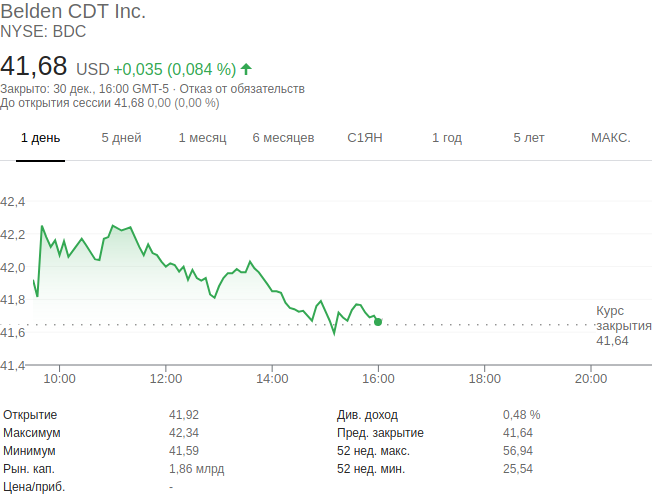 Belden CDT Inc.
NYSE: BDC
41,68 USD +0,035 (0,084 %)
Закрыто: 30 дек., 16:00 GMT-5 · Отказ от обязательств
До открытия сессии 41,68 0,00 (0,00 %)
1 день 5 дней 1 месяц 6 месяцев С1ЯН 1 год 5 лет МАКС.
42,4
42,2
42,0
41,8
Курс
закрытия
41,64
41,6
41,4
10:00 12:00 14:00 16:00 18:00 20:00
Открытие 41,92 Див. доход 0,48 %
Максимум 42,34 Пред. закрытие 41,64
Минимум 41,59 52 нед. макс. 56,94
Рын. кап. 1,86 млрд 52 нед. мин. 25,54
Цена/приб. -